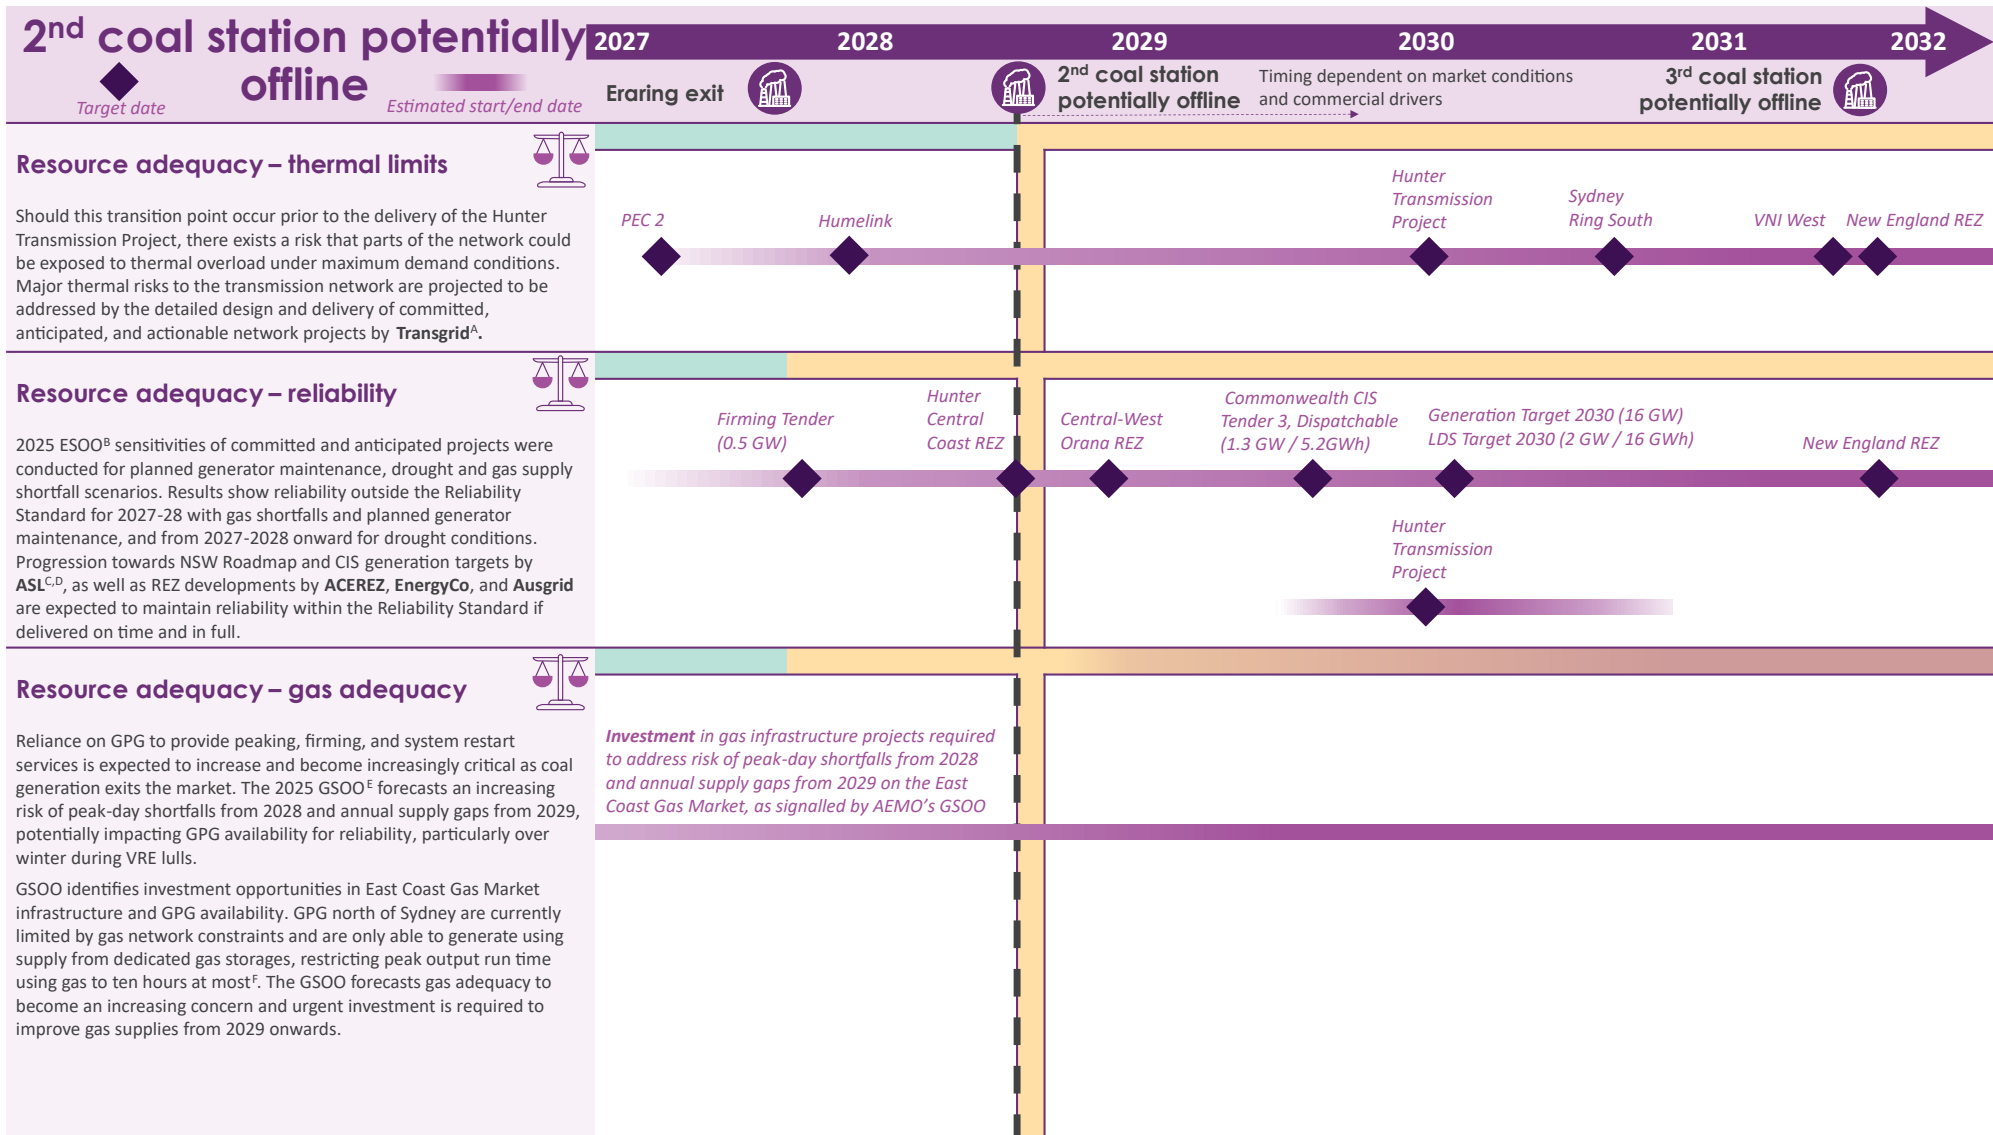 2nd coal station potentially
offline
Target date
Estimated start/end date
2027 2028 2029 2030 2031 2032
Eraring exit
2nd coal station
potentially offline
Timing dependent on market conditions
and commercial drivers
3rd coal station
potentially offline
Resource adequacy – thermal limits
Should this transition point occur prior to the delivery of the Hunter
Transmission Project, there exists a risk that parts of the network could
be exposed to thermal overload under maximum demand conditions.
Major thermal risks to the transmission network are projected to be
addressed by the detailed design and delivery of committed,
anticipated, and actionable network projects by TransgridA.
PEC 2
Humelink
Hunter
Transmission
Project
Sydney
Ring South
VNI West
New England REZ
Resource adequacy – reliability
2025 ESOOB sensitivities of committed and anticipated projects were
conducted for planned generator maintenance, drought and gas supply
shortfall scenarios. Results show reliability outside the Reliability
Standard for 2027-28 with gas shortfalls and planned generator
maintenance, and from 2027-2028 onward for drought conditions.
Progression towards NSW Roadmap and CIS generation targets by
ASLC,D, as well as REZ developments by ACEREZ, EnergyCo, and Ausgrid
are expected to maintain reliability within the Reliability Standard if
delivered on time and in full.
Firming Tender
(0.5 GW)
Hunter
Central
Coast REZ
Central-West
Orana REZ
Commonwealth CIS
Tender 3, Dispatchable
(1.3 GW / 5.2GWh)
Generation Target 2030 (16 GW)
LDS Target 2030 (2 GW / 16 GWh)
New England REZ
Hunter
Transmission
Project
Resource adequacy – gas adequacy
Reliance on GPG to provide peaking, firming, and system restart
services is expected to increase and become increasingly critical as coal
generation exits the market. The 2025 GSOOE forecasts an increasing
risk of peak-day shortfalls from 2028 and annual supply gaps from 2029,
potentially impacting GPG availability for reliability, particularly over
winter during VRE lulls.
GSOO identifies investment opportunities in East Coast Gas Market
infrastructure and GPG availability. GPG north of Sydney are currently
limited by gas network constraints and are only able to generate using
supply from dedicated gas storages, restricting peak output run time
using gas to ten hours at mostF. The GSOO forecasts gas adequacy to
become an increasing concern and urgent investment is required to
improve gas supplies from 2029 onwards.
Investment in gas infrastructure projects required
to address risk of peak-day shortfalls from 2028
and annual supply gaps from 2029 on the East
Coast Gas Market, as signalled by AEMO's GSOO